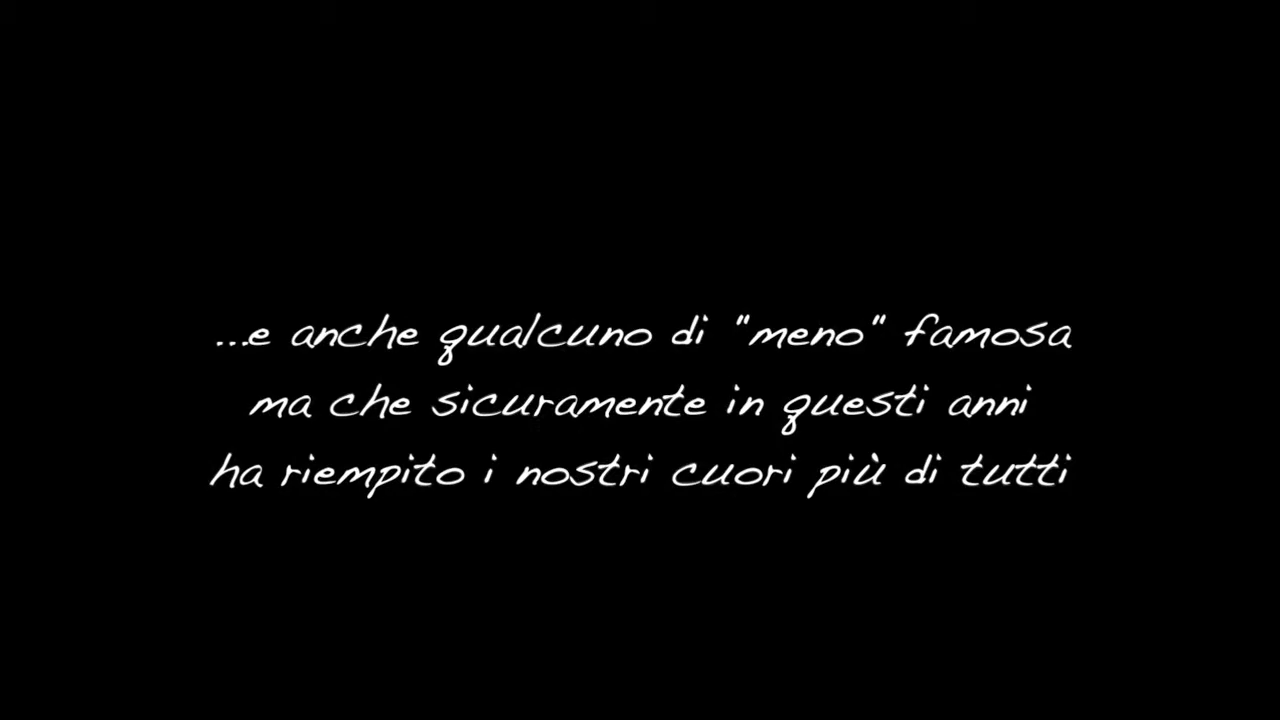 ...e anche qualcuno di "meno" famosa
ma che sicuramente in questi anni
ha riempito i nostri cuori più di tutti